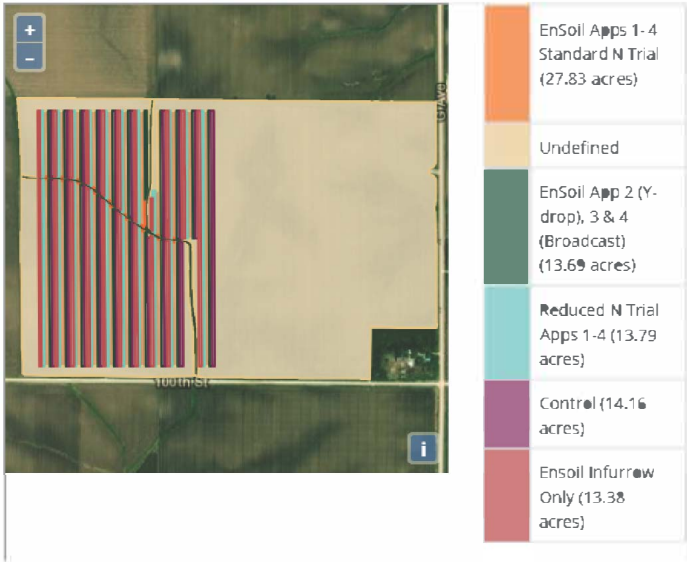 +
−
100th St
i
EnSoil Apps 1-4
Standard N Trial
(27.83 acres)
Undefined
EnSoil App 2 (Y-
drop), 3 & 4
(Broadcast)
(13.69 acres)
Reduced N Trial
Apps 1-4 (13.79
acres)
Control (14.16
acres)
Ensoil Infurrow
Only (13.38
acres)